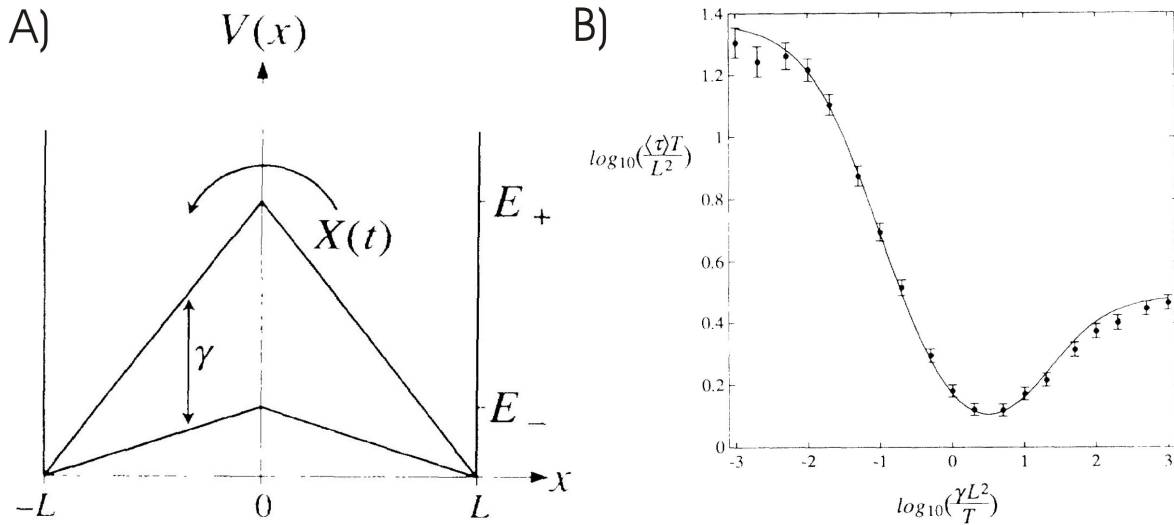 A)
V(x)
E+
X(t)
γ
E−
−L
0
L
x
B)
1.4
1.2
1
0.8
0.6
0.4
0.2
0
log10(⟨τ⟩T/L²)
-3
-2
-1
0
1
2
3
log10(γL²/T)